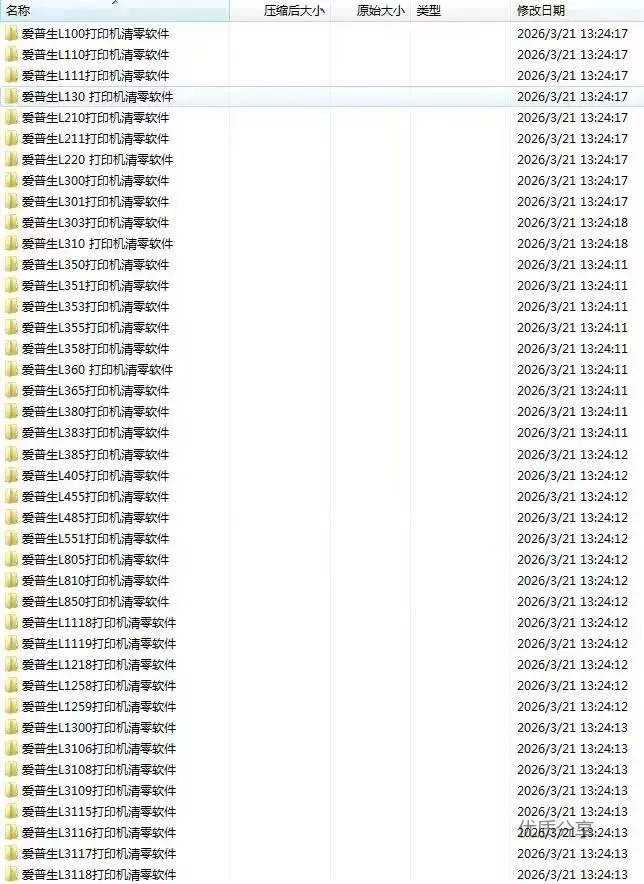 名称 压缩后大小 原始大小 类型 修改日期
爱普生L100打印机清零软件 2026/3/21 13:24:17
爱普生L110打印机清零软件 2026/3/21 13:24:17
爱普生L111打印机清零软件 2026/3/21 13:24:17
爱普生L130 打印机清零软件 2026/3/21 13:24:17
爱普生L210打印机清零软件 2026/3/21 13:24:17
爱普生L211打印机清零软件 2026/3/21 13:24:17
爱普生L220 打印机清零软件 2026/3/21 13:24:17
爱普生L300打印机清零软件 2026/3/21 13:24:17
爱普生L301打印机清零软件 2026/3/21 13:24:17
爱普生L303打印机清零软件 2026/3/21 13:24:18
爱普生L310 打印机清零软件 2026/3/21 13:24:18
爱普生L350打印机清零软件 2026/3/21 13:24:11
爱普生L351打印机清零软件 2026/3/21 13:24:11
爱普生L353打印机清零软件 2026/3/21 13:24:11
爱普生L355打印机清零软件 2026/3/21 13:24:11
爱普生L358打印机清零软件 2026/3/21 13:24:11
爱普生L360 打印机清零软件 2026/3/21 13:24:11
爱普生L365打印机清零软件 2026/3/21 13:24:11
爱普生L380打印机清零软件 2026/3/21 13:24:11
爱普生L383打印机清零软件 2026/3/21 13:24:11
爱普生L385打印机清零软件 2026/3/21 13:24:12
爱普生L405打印机清零软件 2026/3/21 13:24:12
爱普生L455打印机清零软件 2026/3/21 13:24:12
爱普生L485打印机清零软件 2026/3/21 13:24:12
爱普生L551打印机清零软件 2026/3/21 13:24:12
爱普生L805打印机清零软件 2026/3/21 13:24:12
爱普生L810打印机清零软件 2026/3/21 13:24:12
爱普生L850打印机清零软件 2026/3/21 13:24:12
爱普生L1118打印机清零软件 2026/3/21 13:24:12
爱普生L1119打印机清零软件 2026/3/21 13:24:12
爱普生L1218打印机清零软件 2026/3/21 13:24:12
爱普生L1258打印机清零软件 2026/3/21 13:24:12
爱普生L1259打印机清零软件 2026/3/21 13:24:12
爱普生L1300打印机清零软件 2026/3/21 13:24:13
爱普生L3106打印机清零软件 2026/3/21 13:24:13
爱普生L3108打印机清零软件 2026/3/21 13:24:13
爱普生L3109打印机清零软件 2026/3/21 13:24:13
爱普生L3115打印机清零软件 2026/3/21 13:24:13
优质分享
爱普生L3116打印机清零软件 2026/3/21 13:24:13
爱普生L3117打印机清零软件 2026/3/21 13:24:13
爱普生L3118打印机清零软件 2026/3/21 13:24:13